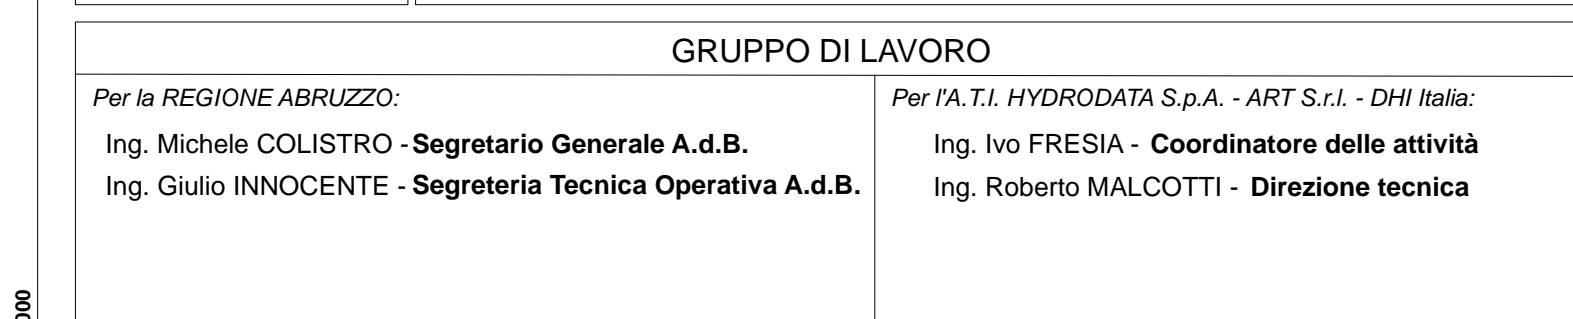 GRUPPO DI LAVORO
Per la REGIONE ABRUZZO:
Ing. Michele COLISTRO - Segretario Generale A.d.B.
Ing. Giulio INNOCENTE - Segreteria Tecnica Operativa A.d.B.
Per l'A.T.I. HYDRODATA S.p.A. - ART S.r.l. - DHI Italia:
Ing. Ivo FRESIA - Coordinatore delle attività
Ing. Roberto MALCOTTI - Direzione tecnica